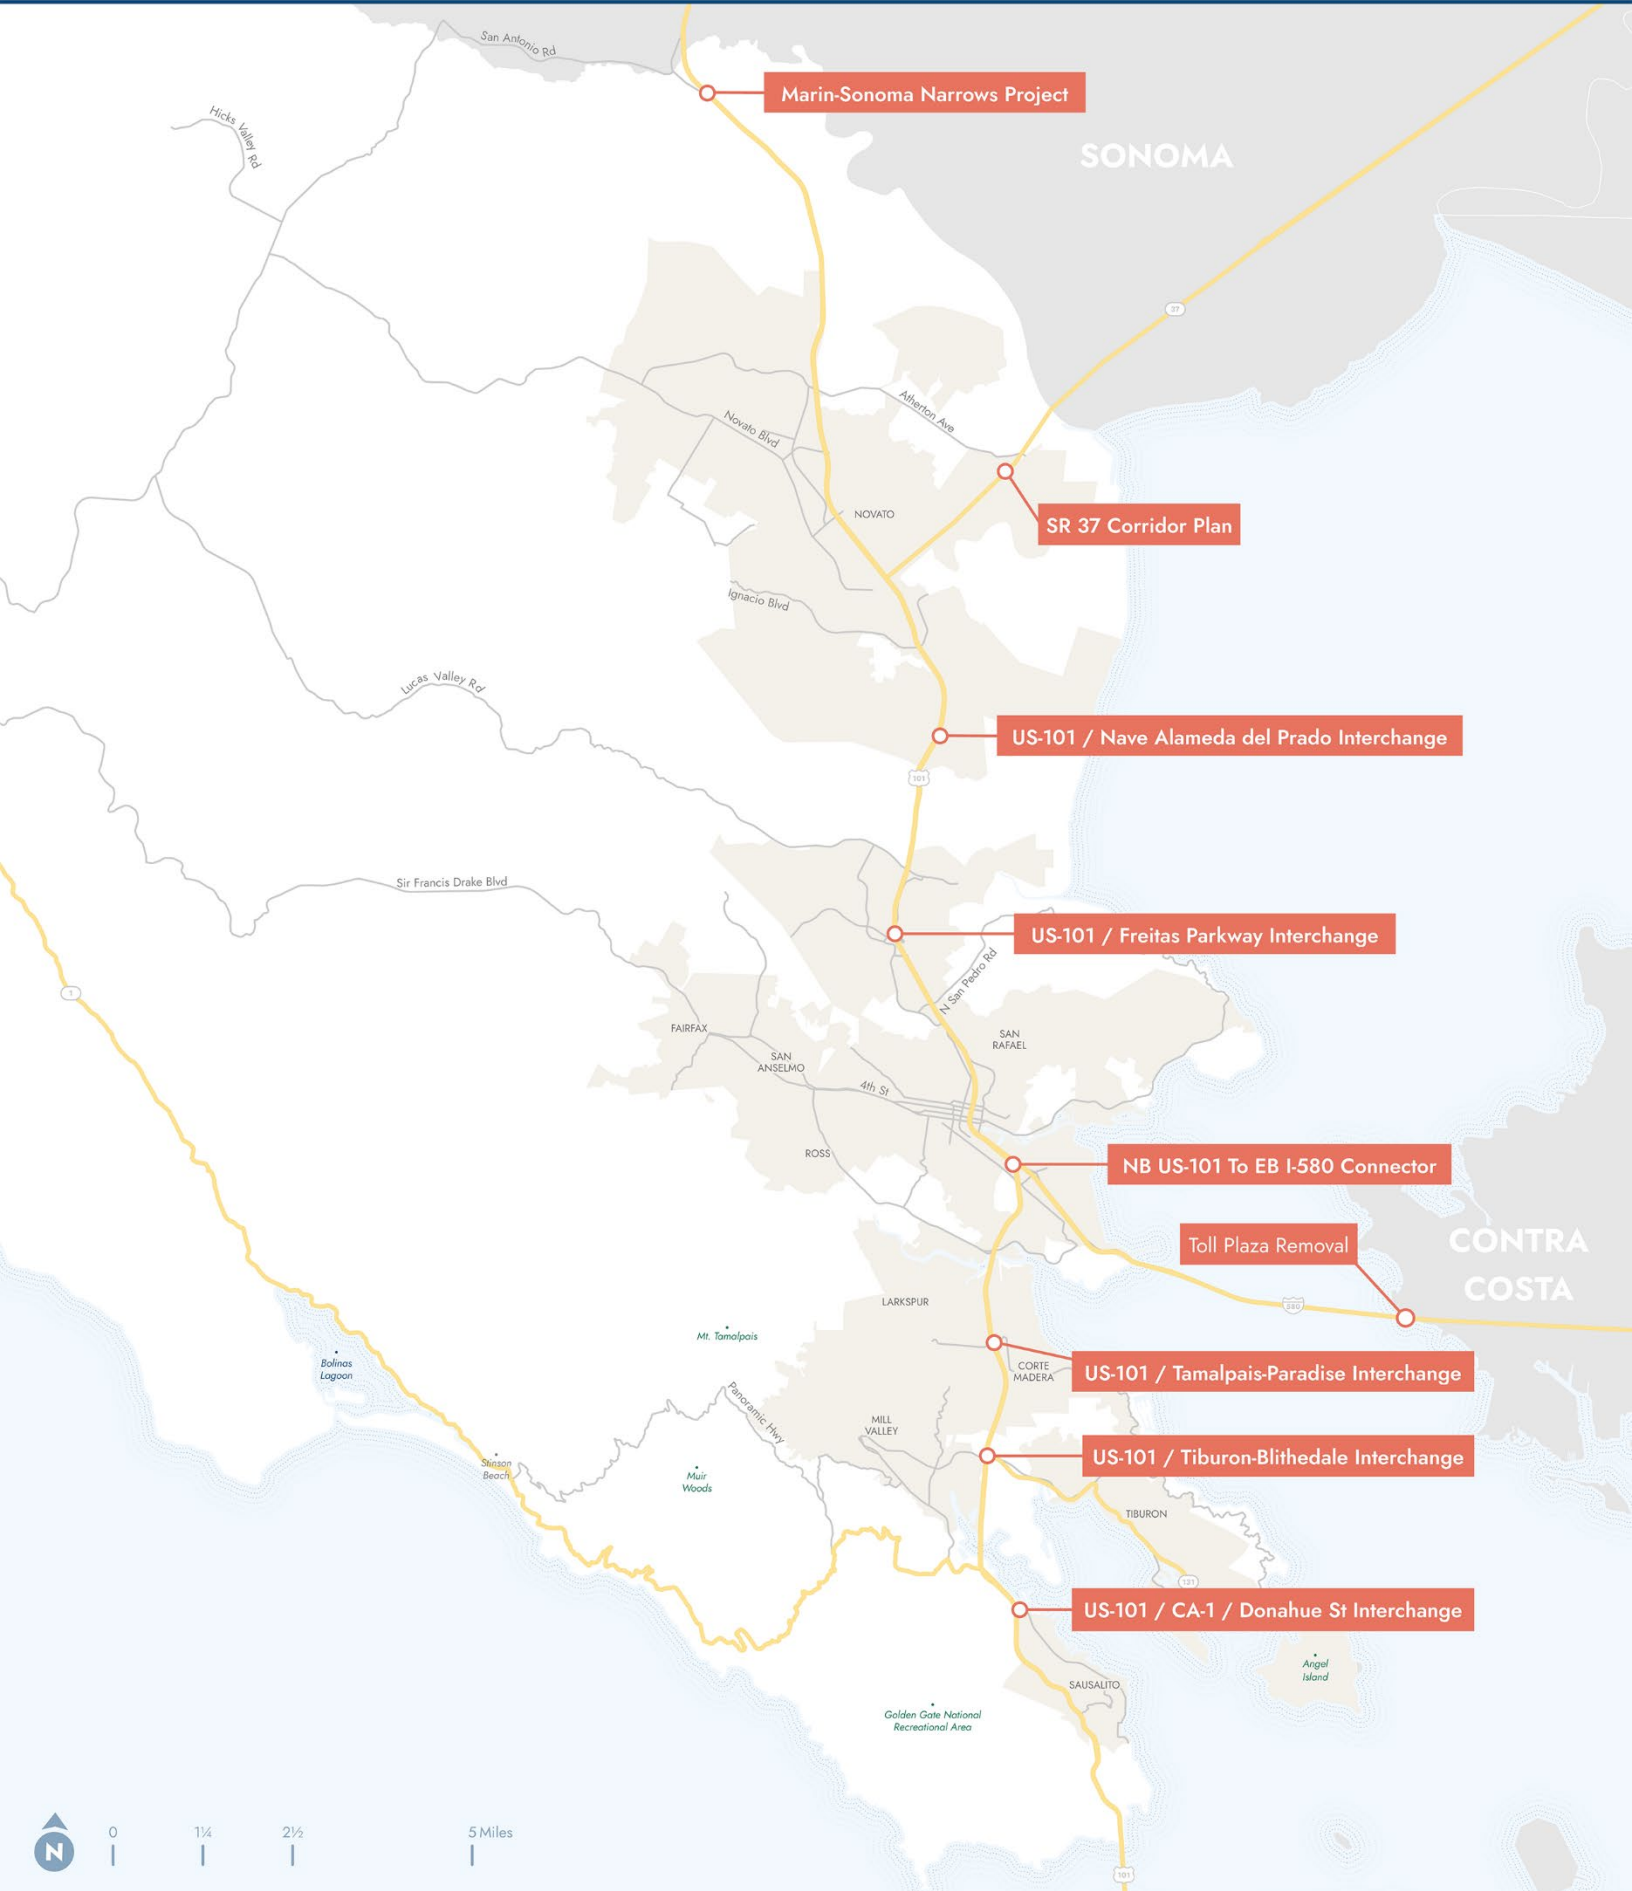 San Antonio Rd
Marin-Sonoma Narrows Project
Hicks Valley Rd
SONOMA
37
Atherton Ave
Novato Blvd
NOVATO
SR 37 Corridor Plan
Ignacio Blvd
Lucas Valley Rd
US-101 / Nave Alameda del Prado Interchange
101
Sir Francis Drake Blvd
US-101 / Freitas Parkway Interchange
N San Pedro Rd
1
FAIRFAX
SAN
RAFAEL
SAN
ANSELMO
4th St
ROSS
NB US-101 To EB I-580 Connector
Toll Plaza Removal
CONTRA
COSTA
580
LARKSPUR
Mt. Tamalpais
Bolinas
Lagoon
CORTE
MADERA
US-101 / Tamalpais-Paradise Interchange
Panoramic Hwy
MILL
VALLEY
US-101 / Tiburon-Blithedale Interchange
Stinson
Beach
Muir
Woods
TIBURON
131
US-101 / CA-1 / Donahue St Interchange
Angel
Island
SAUSALITO
Golden Gate National
Recreational Area
N
0 1¼ 2½ 5 Miles
101